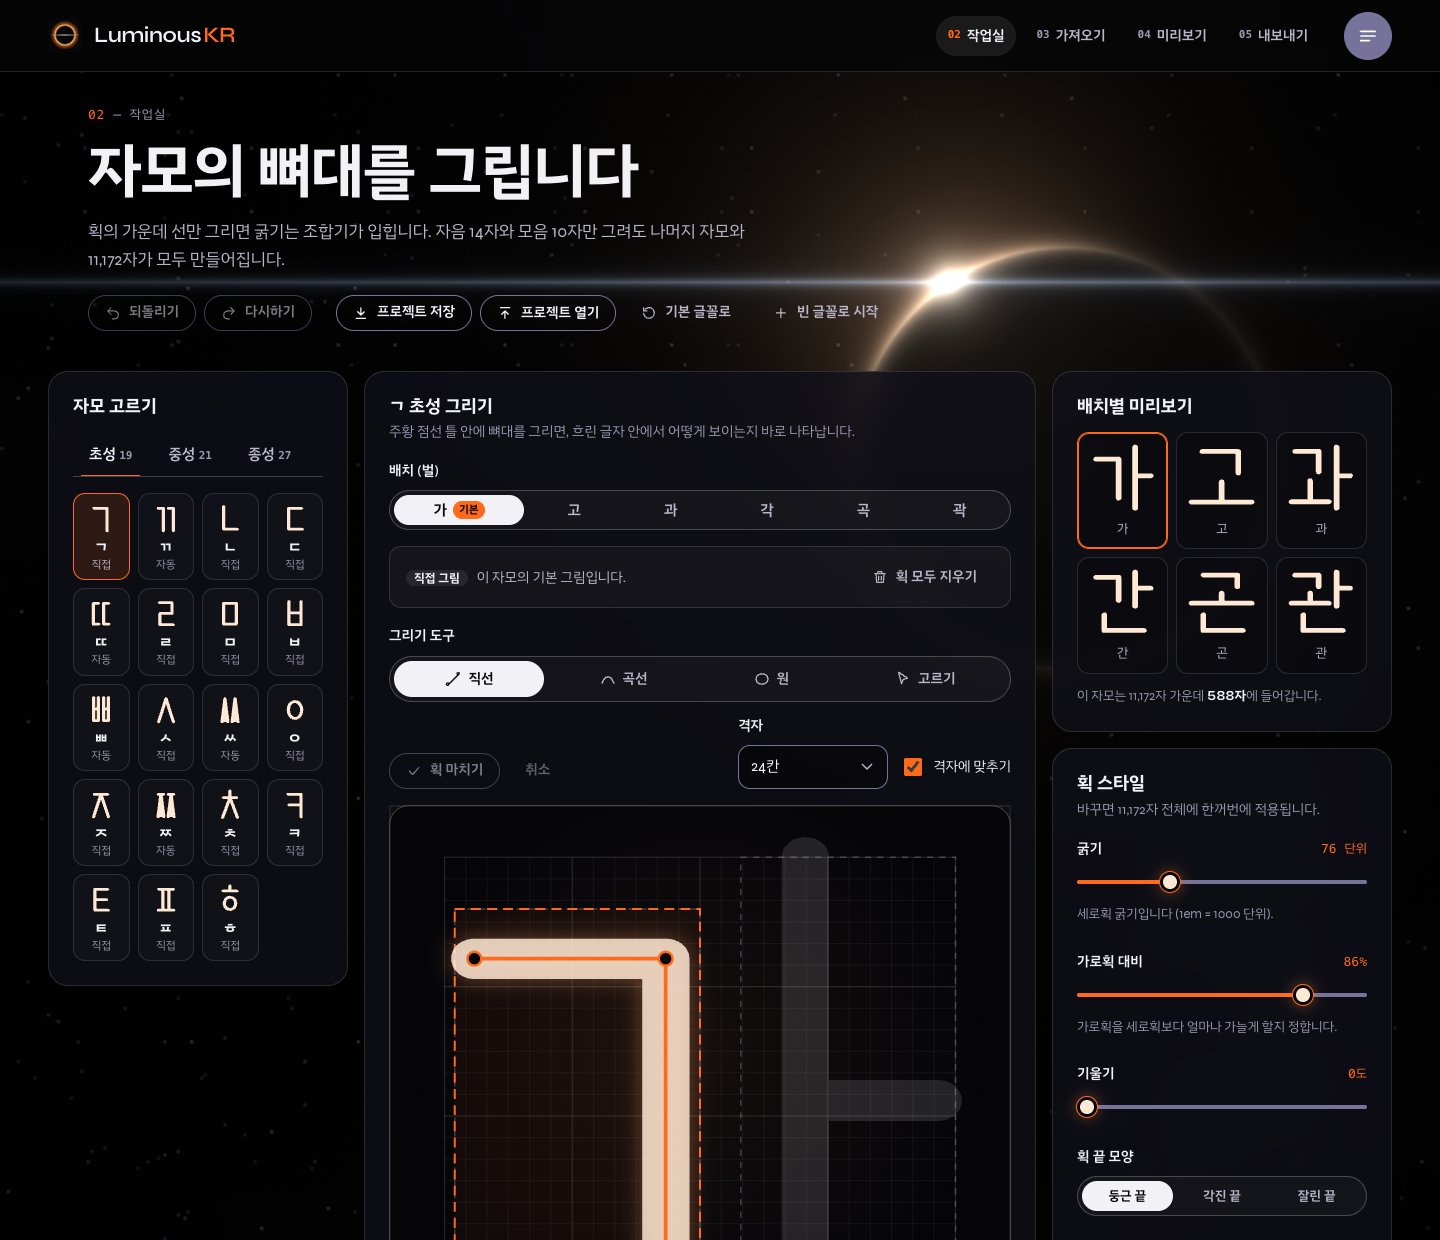 LuminousKR
02 작업실
03 가져오기
04 미리보기
05 내보내기
02 — 작업실
자모의 뼈대를 그립니다
획의 가운데 선만 그리면 굵기는 조합기가 입힙니다. 자음 14자와 모음 10자만 그려도 나머지 자모와
11,172자가 모두 만들어집니다.
되돌리기
다시하기
프로젝트 저장
프로젝트 열기
기본 글꼴로
빈 글꼴로 시작
자모 고르기
초성 19
중성 21
종성 27
ㄱ ㄲ ㄴ ㄷ
ㄱ ㄲ ㄴ ㄷ
직접 자동 직접 직접
ㄸ ㄹ ㅁ ㅂ
ㄸ ㄹ ㅁ ㅂ
자동 직접 직접 직접
ㅃ ㅅ ㅆ ㅇ
ㅃ ㅅ ㅆ ㅇ
자동 직접 자동 직접
ㅈ ㅉ ㅊ ㅋ
ㅈ ㅉ ㅊ ㅋ
직접 자동 직접 직접
ㅌ ㅍ ㅎ
ㅌ ㅍ ㅎ
직접 직접 직접
ㄱ 초성 그리기
주황 점선 틀 안에 뼈대를 그리면, 흐린 글자 안에서 어떻게 보이는지 바로 나타납니다.
배치 (벌)
가 기본
고
과
각
곡
곽
직접 그림 이 자모의 기본 그림입니다.
획 모두 지우기
그리기 도구
직선
곡선
원
고르기
획 마치기
취소
격자
24칸
격자에 맞추기
가
배치별 미리보기
가 고 과
가 고 과
간 곤 관
간 곤 관
이 자모는 11,172자 가운데 588자에 들어갑니다.
획 스타일
바꾸면 11,172자 전체에 한꺼번에 적용됩니다.
굵기
76 단위
세로획 굵기입니다 (1em = 1000 단위).
가로획 대비
86%
가로획을 세로획보다 얼마나 가늘게 할지 정합니다.
기울기
0도
획 끝 모양
둥근 끝
각진 끝
잘린 끝